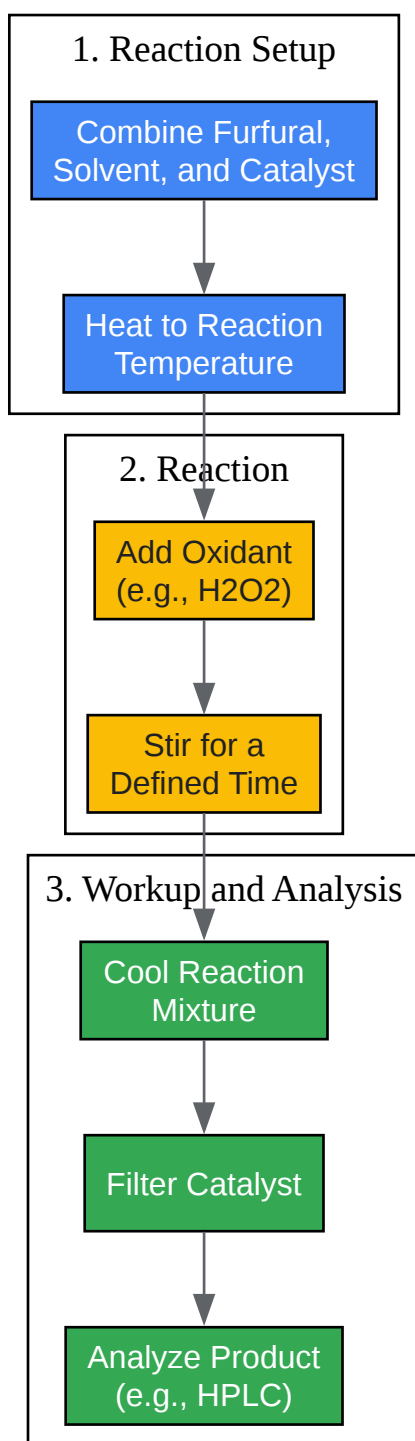 1. Reaction Setup
Combine Furfural,
Solvent, and Catalyst
Heat to Reaction
Temperature
2. Reaction
Add Oxidant
(e.g., H2O2)
Stir for a
Defined Time
3. Workup and Analysis
Cool Reaction
Mixture
Filter Catalyst
Analyze Product
(e.g., HPLC)